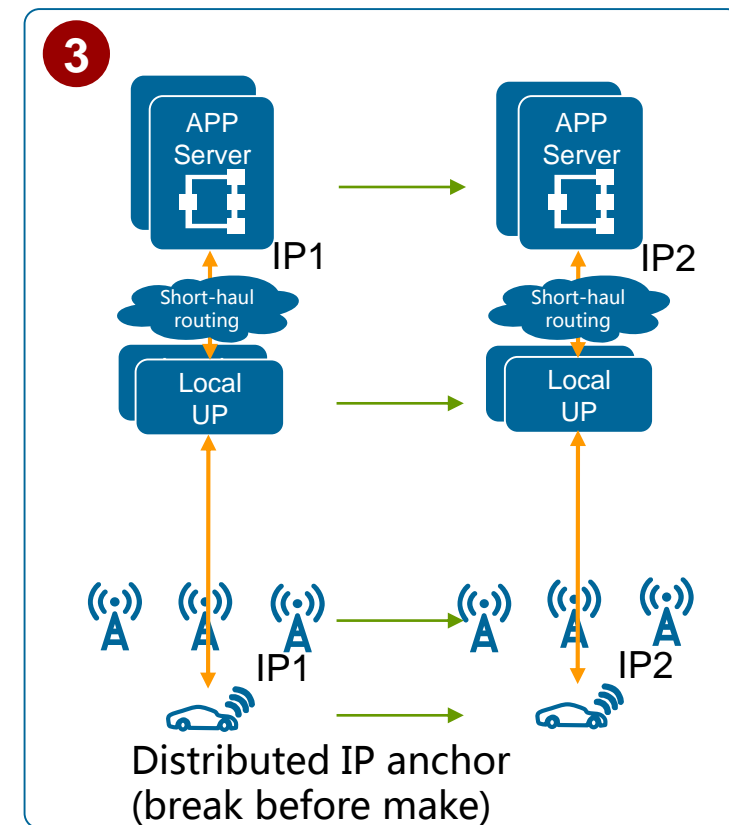 3
APP
Server
APP
Server
IP1
IP2
Short-haul
routing
Short-haul
routing
Local
UP
Local
UP
IP1
IP2
Distributed IP anchor
(break before make)